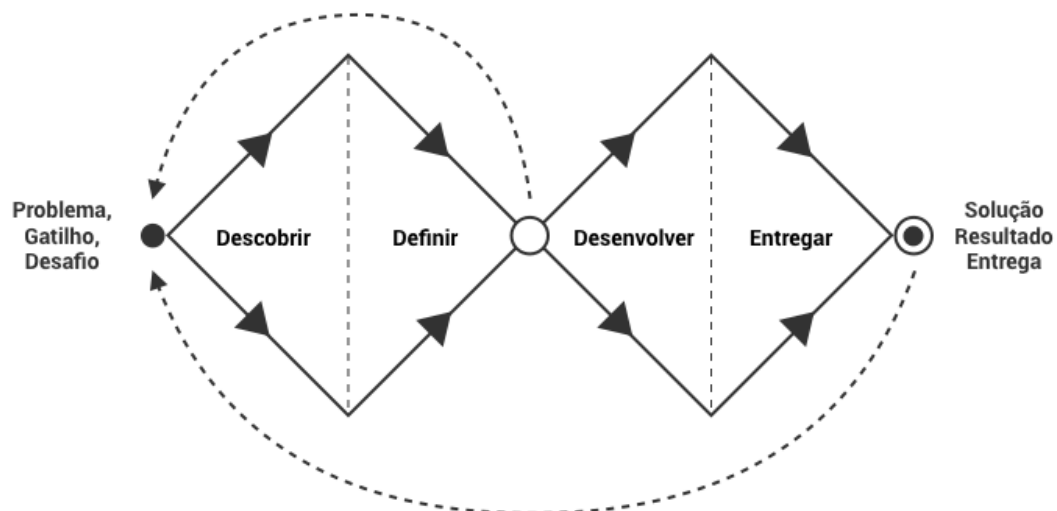 Problema,
Gatilho,
Desafio
Descobrir
Definir
Desenvolver
Entregar
Solução
Resultado
Entrega